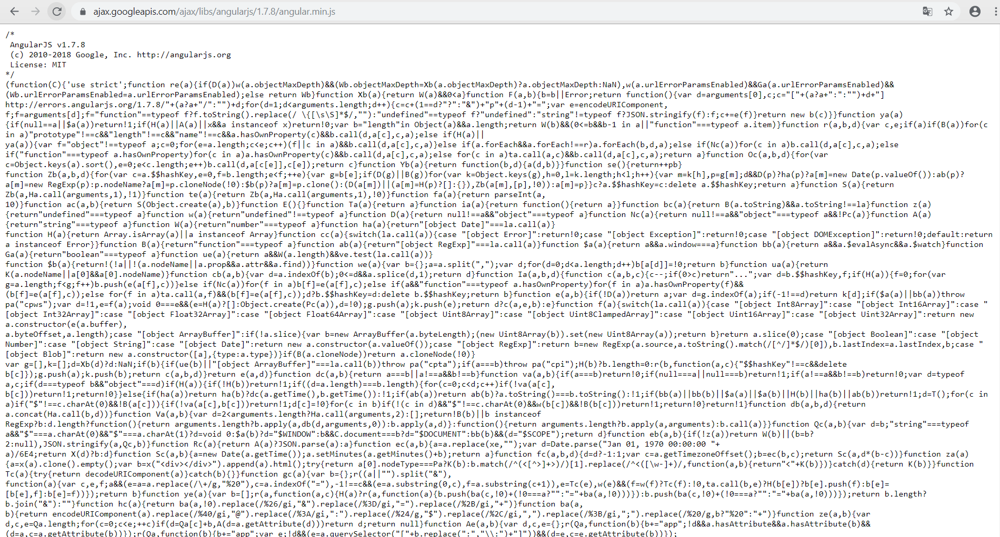 ajax.googleapis.com/ajax/libs/angularjs/1.7.8/angular.min.js
/*
 AngularJS v1.7.8
 (c) 2010-2018 Google, Inc. http://angularjs.org
 License: MIT
*/
(function(C){'use strict';function re(a){if(D(a))w(a.objectMaxDepth)&&(Wb.objectMaxDepth=Xb(a.objectMaxDepth)?a.objectMaxDepth:NaN),w(a.urlErrorParamsEnabled)&&Ga(a.urlErrorParamsEnabled)&&
(Wb.urlErrorParamsEnabled=a.urlErrorParamsEnabled);else return Wb}function Xb(a){return W(a)&&0<a}function F(a,b){b=b||Error;return function(){var d=arguments[0],c;c="["+(a?a+":":"")+d+"]
http://errors.angularjs.org/1.7.8/"+(a?a+"/":"")+d;for(d=1;d<arguments.length;d++){c=c+(1==d?"?":"&")+"p"+(d-1)+"=";var e=encodeURIComponent,
f;f=arguments[d];f="function"==typeof f?f.toString().replace(/ \{[\s\S]*$/,""):"undefined"==typeof f?"undefined":"string"!=typeof f?JSON.stringify(f):f;c+=e(f)}return new b(c)}}function ya(a)
{if(null==a||$a(a))return!1;if(H(a)||A(a)||x&&a instanceof x)return!0;var b="length"in Object(a)&&a.length;return W(b)&&(0<=b&&b-1 in a||"function"===typeof a.item)}function r(a,b,d){var c,e;if(a)if(B(a))for(c
in a)"prototype"!==c&&"length"!==c&&"name"!==c&&a.hasOwnProperty(c)&&b.call(d,a[c],c,a);else if(H(a)||
ya(a)){var f="object"!==typeof a;c=0;for(e=a.length;c<e;c++)(f||c in a)&&b.call(d,a[c],c,a)}else if(a.forEach&&a.forEach!==r)a.forEach(b,d,a);else if(Nc(a))for(c in a)b.call(d,a[c],c,a);else
if("function"===typeof a.hasOwnProperty)for(c in a)a.hasOwnProperty(c)&&b.call(d,a[c],c,a);else for(c in a)ta.call(a,c)&&b.call(d,a[c],c,a);return a}function Oc(a,b,d){for(var
c=Object.keys(a).sort(),e=0;e<c.length;e++)b.call(d,a[c[e]],c[e]);return c}function Yb(a){return function(b,d){a(d,b)}}function se(){return++pb}
function Zb(a,b,d){for(var c=a.$$hashKey,e=0,f=b.length;e<f;++e){var g=b[e];if(D(g)||B(g))for(var k=Object.keys(g),h=0,l=k.length;h<l;h++){var m=k[h],p=g[m];d&&D(p)?ha(p)?a[m]=new Date(p.valueOf()):ab(p)?
a[m]=new RegExp(p):p.nodeName?a[m]=p.cloneNode(!0):$b(p)?a[m]=p.clone():(D(a[m])||(a[m]=H(p)?[]:{}),Zb(a[m],[p],!0)):a[m]=p}}c?a.$$hashKey=c:delete a.$$hashKey;return a}function S(a){return
Zb(a,Ha.call(arguments,1),!1)}function te(a){return Zb(a,Ha.call(arguments,1),!0)}function fa(a){return parseInt(a,
10)}function ac(a,b){return S(Object.create(a),b)}function E(){}function Ta(a){return a}function ia(a){return function(){return a}}function bc(a){return B(a.toString)&&a.toString!==la}function z(a)
{return"undefined"===typeof a}function w(a){return"undefined"!==typeof a}function D(a){return null!==a&&"object"===typeof a}function Nc(a){return null!==a&&"object"===typeof a&&!Pc(a)}function A(a)
{return"string"===typeof a}function W(a){return"number"===typeof a}function ha(a){return"[object Date]"===la.call(a)}
function H(a){return Array.isArray(a)||a instanceof Array}function cc(a){switch(la.call(a)){case "[object Error]":return!0;case "[object Exception]":return!0;case "[object DOMException]":return!0;default:return
a instanceof Error}}function B(a){return"function"===typeof a}function ab(a){return"[object RegExp]"===la.call(a)}function $a(a){return a&&a.window===a}function bb(a){return a&&a.$evalAsync&&a.$watch}function
Ga(a){return"boolean"===typeof a}function ue(a){return a&&W(a.length)&&ve.test(la.call(a))}
function $b(a){return!(!a||!(a.nodeName||a.prop&&a.attr&&a.find))}function we(a){var b={};a=a.split(",");var d;for(d=0;d<a.length;d++)b[a[d]]=!0;return b}function ua(a){return
K(a.nodeName||a[0]&&a[0].nodeName)}function cb(a,b){var d=a.indexOf(b);0<=d&&a.splice(d,1);return d}function Ia(a,b,d){function c(a,b,c){c--;if(0>c)return"...";var d=b.$$hashKey,f;if(H(a)){f=0;for(var
g=a.length;f<g;f++)b.push(e(a[f],c))}else if(Nc(a))for(f in a)b[f]=e(a[f],c);else if(a&&"function"===typeof a.hasOwnProperty)for(f in a)a.hasOwnProperty(f)&&
(b[f]=e(a[f],c));else for(f in a)ta.call(a,f)&&(b[f]=e(a[f],c));d?b.$$hashKey=d:delete b.$$hashKey;return b}function e(a,b){if(!D(a))return a;var d=g.indexOf(a);if(-1!==d)return k[d];if($a(a)||bb(a))throw
pa("cpws");var d=!1,e=f(a);void 0===e&&(e=H(a)?[]:Object.create(Pc(a)),d=!0);g.push(a);k.push(e);return d?c(a,e,b):e}function f(a){switch(la.call(a)){case "[object Int8Array]":case "[object Int16Array]":case "
[object Int32Array]":case "[object Float32Array]":case "[object Float64Array]":case "[object Uint8Array]":case "[object Uint8ClampedArray]":case "[object Uint16Array]":case "[object Uint32Array]":return new
a.constructor(e(a.buffer),
a.byteOffset,a.length);case "[object ArrayBuffer]":if(!a.slice){var b=new ArrayBuffer(a.byteLength);(new Uint8Array(b)).set(new Uint8Array(a));return b}return a.slice(0);case "[object Boolean]":case "[object
Number]":case "[object String]":case "[object Date]":return new a.constructor(a.valueOf());case "[object RegExp]":return b=new RegExp(a.source,a.toString().match(/[^/]*$/)[0]),b.lastIndex=a.lastIndex,b;case "
[object Blob]":return new a.constructor([a],{type:a.type})}if(B(a.cloneNode))return a.cloneNode(!0)}
var g=[],k=[];d=Xb(d)?d:NaN;if(b){if(ue(b)||"[object ArrayBuffer]"===la.call(b))throw pa("cpta");if(a===b)throw pa("cpi");H(b)?b.length=0:r(b,function(a,c){"$$hashKey"!==c&&delete
b[c]});g.push(a);k.push(b);return c(a,b,d)}return e(a,d)}function dc(a,b){return a===b||a!==a&&b!==b}function va(a,b){if(a===b)return!0;if(null===a||null===b)return!1;if(a!==a&&b!==b)return!0;var d=typeof
a,c;if(d===typeof b&&"object"===d)if(H(a)){if(!H(b))return!1;if((d=a.length)===b.length){for(c=0;c<d;c++)if(!va(a[c],
b[c]))return!1;return!0}}else{if(ha(a))return ha(b)?dc(a.getTime(),b.getTime()):!1;if(ab(a))return ab(b)?a.toString()===b.toString():!1;if(bb(a)||bb(b)||$a(a)||$a(b)||H(b)||ha(b)||ab(b))return!1;d=T();for(c in
a)if("$"!==c.charAt(0)&&!B(a[c])){if(!va(a[c],b[c]))return!1;d[c]=!0}for(c in b)if(!(c in d)&&"$"!==c.charAt(0)&&w(b[c])&&!B(b[c]))return!1;return!0}return!1}function db(a,b,d){return
a.concat(Ha.call(b,d))}function Va(a,b){var d=2<arguments.length?Ha.call(arguments,2):[];return!B(b)||b instanceof
RegExp?b:d.length?function(){return arguments.length?b.apply(a,db(d,arguments,0)):b.apply(a,d)}:function(){return arguments.length?b.apply(a,arguments):b.call(a)}}function Qc(a,b){var d=b;"string"===typeof
a&&"$"===a.charAt(0)&&"$"===a.charAt(1)?d=void 0:$a(b)?d="$WINDOW":b&&C.document===b?d="$DOCUMENT":bb(b)&&(d="$SCOPE");return d}function eb(a,b){if(!z(a))return W(b)||(b=b?
2:null),JSON.stringify(a,Qc,b)}function Rc(a){return A(a)?JSON.parse(a):a}function ec(a,b){a=a.replace(xe,"");var d=Date.parse("Jan 01, 1970 00:00:00 "+
a)/6E4;return X(d)?b:d}function Sc(a,b){a=new Date(a.getTime());a.setMinutes(a.getMinutes()+b);return a}function fc(a,b,d){d=d?-1:1;var c=a.getTimezoneOffset();b=ec(b,c);return Sc(a,d*(b-c))}function za(a)
{a=x(a).clone().empty();var b=x("<div></div>").append(a).html();try{return a[0].nodeType===Pa?K(b):b.match(/^(<[^>]+>)/)[1].replace(/^<([\w-]+)/,function(a,b){return"<"+K(b)})}catch(d){return K(b)}}function
Tc(a){try{return decodeURIComponent(a)}catch(b){}}function gc(a){var b={};r((a||"").split("&"),
function(a){var c,e,f;a&&(e=a=a.replace(/\+/g,"%20"),c=a.indexOf("="),-1!==c&&(e=a.substring(0,c),f=a.substring(c+1)),e=Tc(e),w(e)&&(f=w(f)?Tc(f):!0,ta.call(b,e)?H(b[e])?b[e].push(f):b[e]=
[b[e],f]:b[e]=f))});return b}function ye(a){var b=[];r(a,function(a,c){H(a)?r(a,function(a){b.push(ba(c,!0)+(!0===a?"":"="+ba(a,!0)))}):b.push(ba(c,!0)+(!0===a?"":"="+ba(a,!0)))});return b.length?
b.join("&"):""}function hc(a){return ba(a,!0).replace(/%26/gi,"&").replace(/%3D/gi,"=").replace(/%2B/gi,"+")}function ba(a,
b){return encodeURIComponent(a).replace(/%40/gi,"@").replace(/%3A/gi,":").replace(/%24/g,"$").replace(/%2C/gi,",").replace(/%3B/gi,";").replace(/%20/g,b?"%20":"+")}function ze(a,b){var
d,c,e=Qa.length;for(c=0;c<e;++c)if(d=Qa[c]+b,A(d=a.getAttribute(d)))return d;return null}function Ae(a,b){var d,c,e={};r(Qa,function(b){b+="app";!d&&a.hasAttribute&&a.hasAttribute(b)&&
(d=a,c=a.getAttribute(b))});r(Qa,function(b){b+="app";var e;!d&&(e=a.querySelector("["+b.replace(":","\\:")+"]"))&&(d=e,c=e.getAttribute(b))});